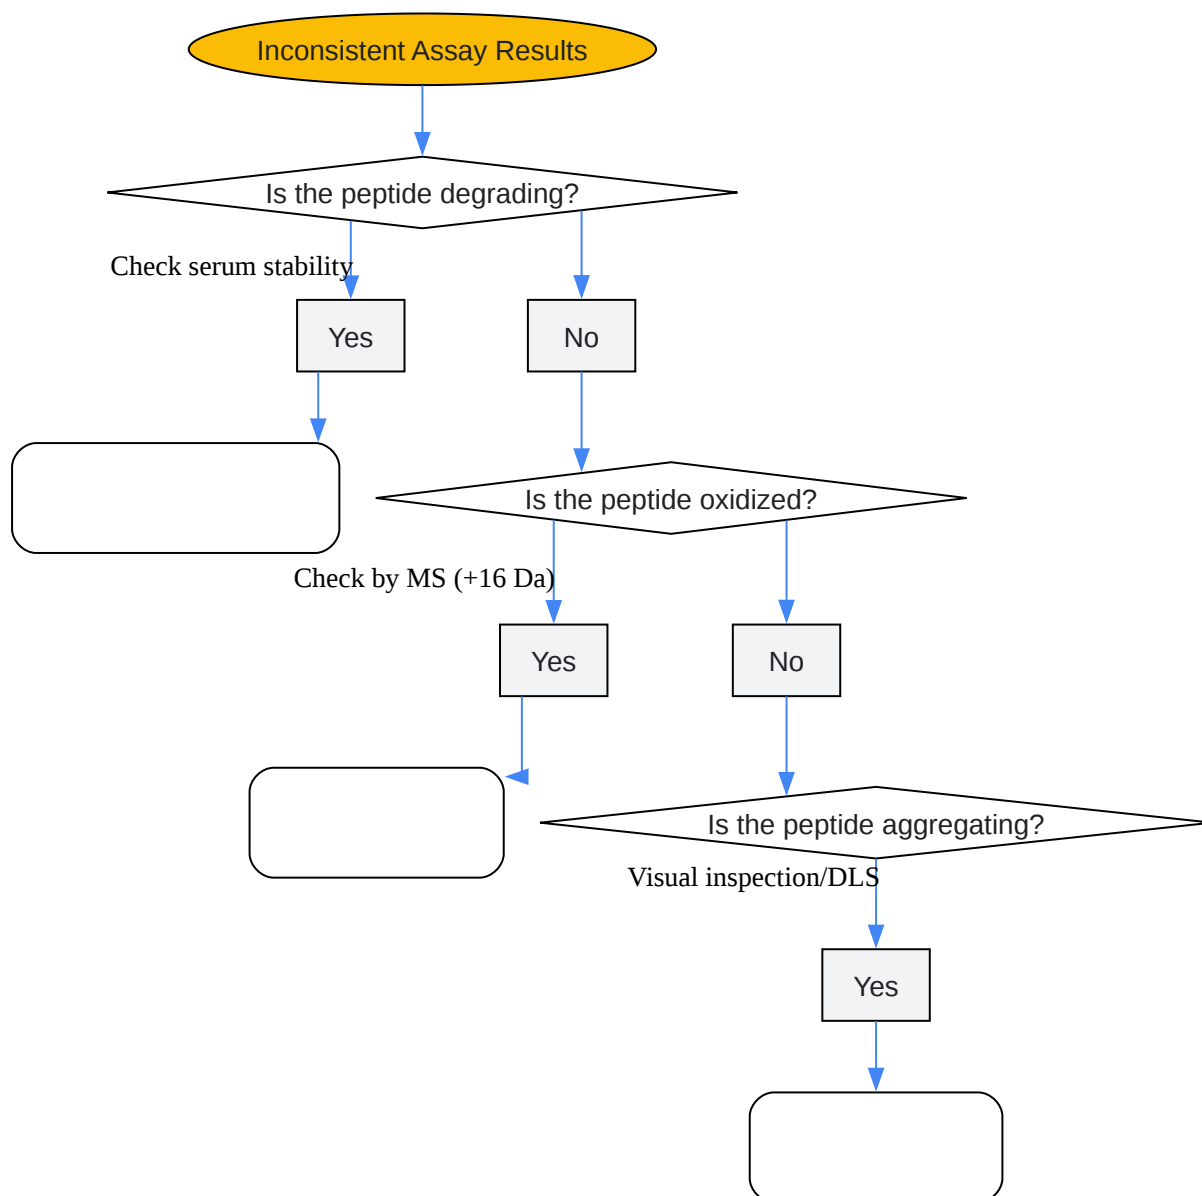 Inconsistent Assay Results
Is the peptide degrading?
Check serum stability
Yes
No
Is the peptide oxidized?
Check by MS (+16 Da)
Yes
No
Is the peptide aggregating?
Visual inspection/DLS
Yes